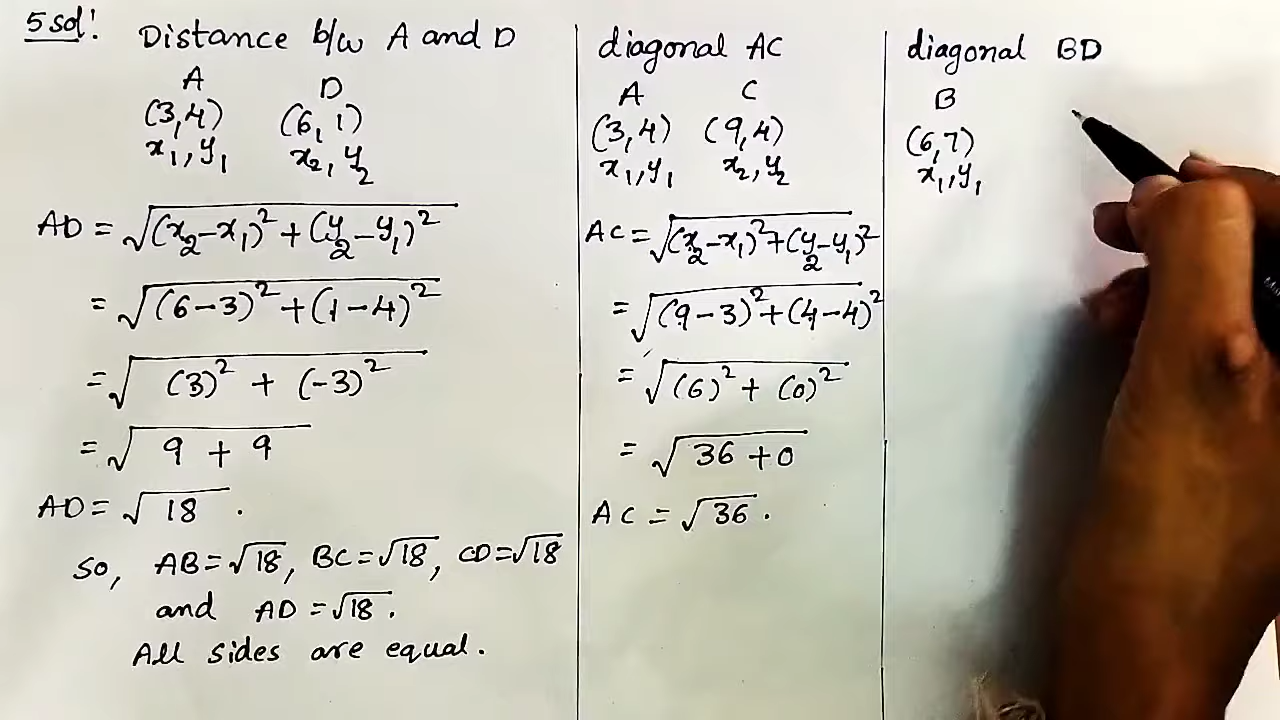 5 sol! Distance b/w A and D
A D
(3,4) (6,1)
x₁,y₁ x₂,y₂
AD = √(x₂-x₁)² + (y₂-y₁)²
= √(6-3)² + (1-4)²
= √(3)² + (-3)²
= √9 + 9
AD = √18.
so, AB=√18, BC=√18, CD=√18
and AD=√18.
All sides are equal.
diagonal AC
A C
(3,4) (9,4)
x₁,y₁ x₂,y₂
AC = √(x₂-x₁)²+(y₂-y₁)²
= √(9-3)²+(4-4)²
= √(6)² + (0)²
= √36+0
AC = √36.
diagonal BD
B
(6,7)
x₁,y₁